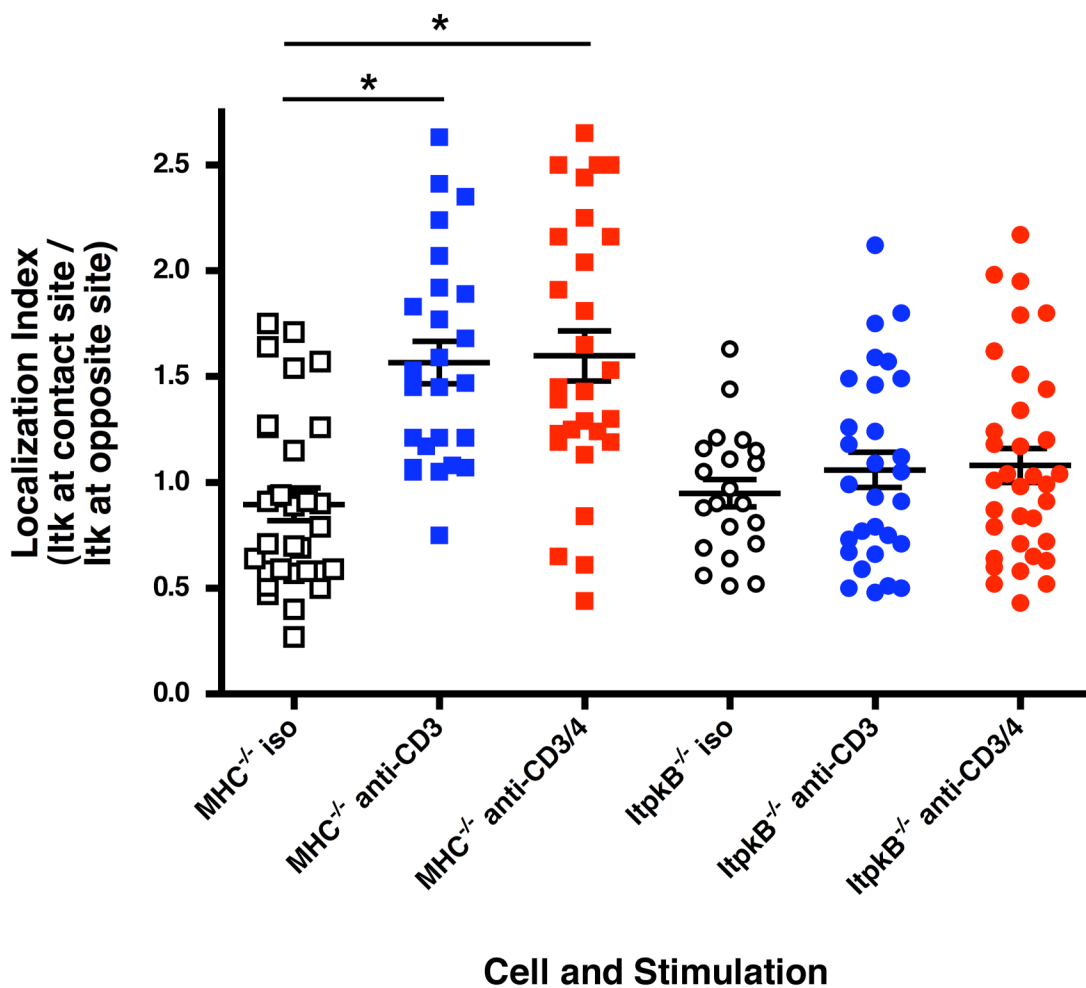 *
*
2.5
2.0
1.5
1.0
0.5
0.0
Localization Index
(Itk at contact site /
Itk at opposite site)
MHC-/- iso
MHC-/- anti-CD3
MHC-/- anti-CD3/4
ItpkB-/- iso
ItpkB-/- anti-CD3
ItpkB-/- anti-CD3/4
Cell and Stimulation